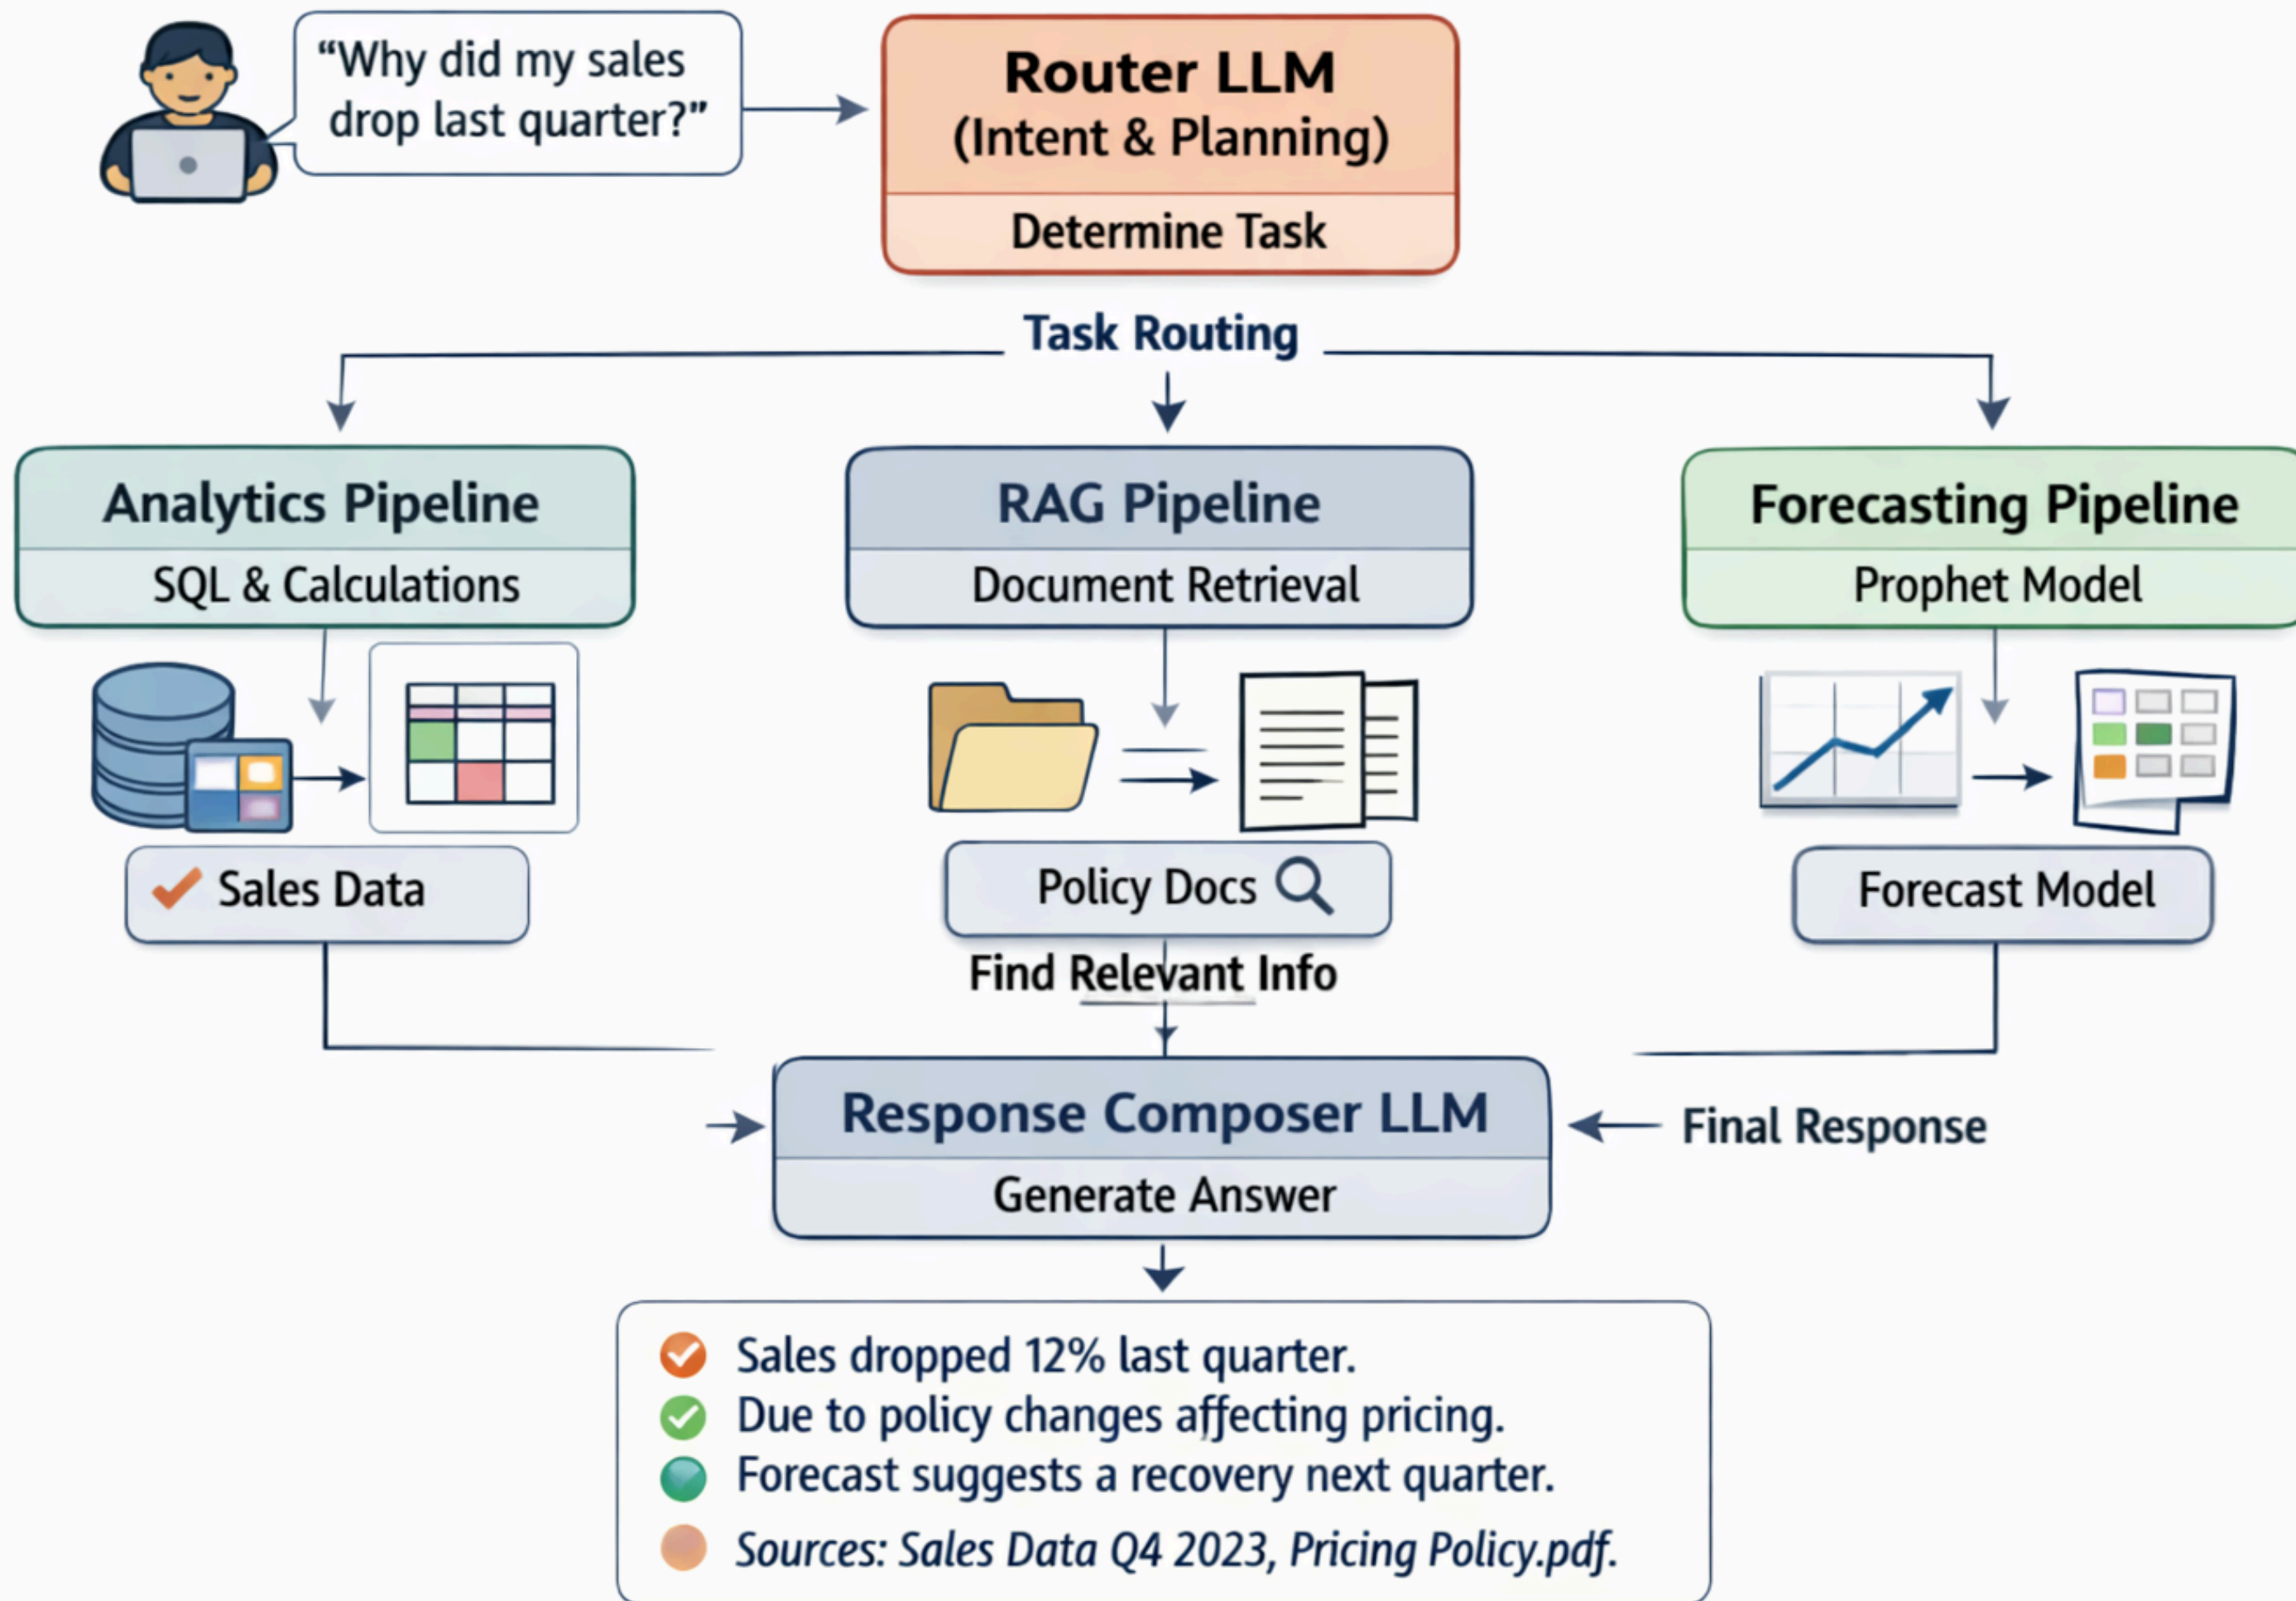 “Why did my sales
drop last quarter?”
Router LLM
(Intent & Planning)
Determine Task
Task Routing
Analytics Pipeline
SQL & Calculations
RAG Pipeline
Document Retrieval
Forecasting Pipeline
Prophet Model
Sales Data
Policy Docs
Forecast Model
Find Relevant Info
Response Composer LLM
Generate Answer
Final Response
Sales dropped 12% last quarter.
Due to policy changes affecting pricing.
Forecast suggests a recovery next quarter.
Sources: Sales Data Q4 2023, Pricing Policy.pdf.